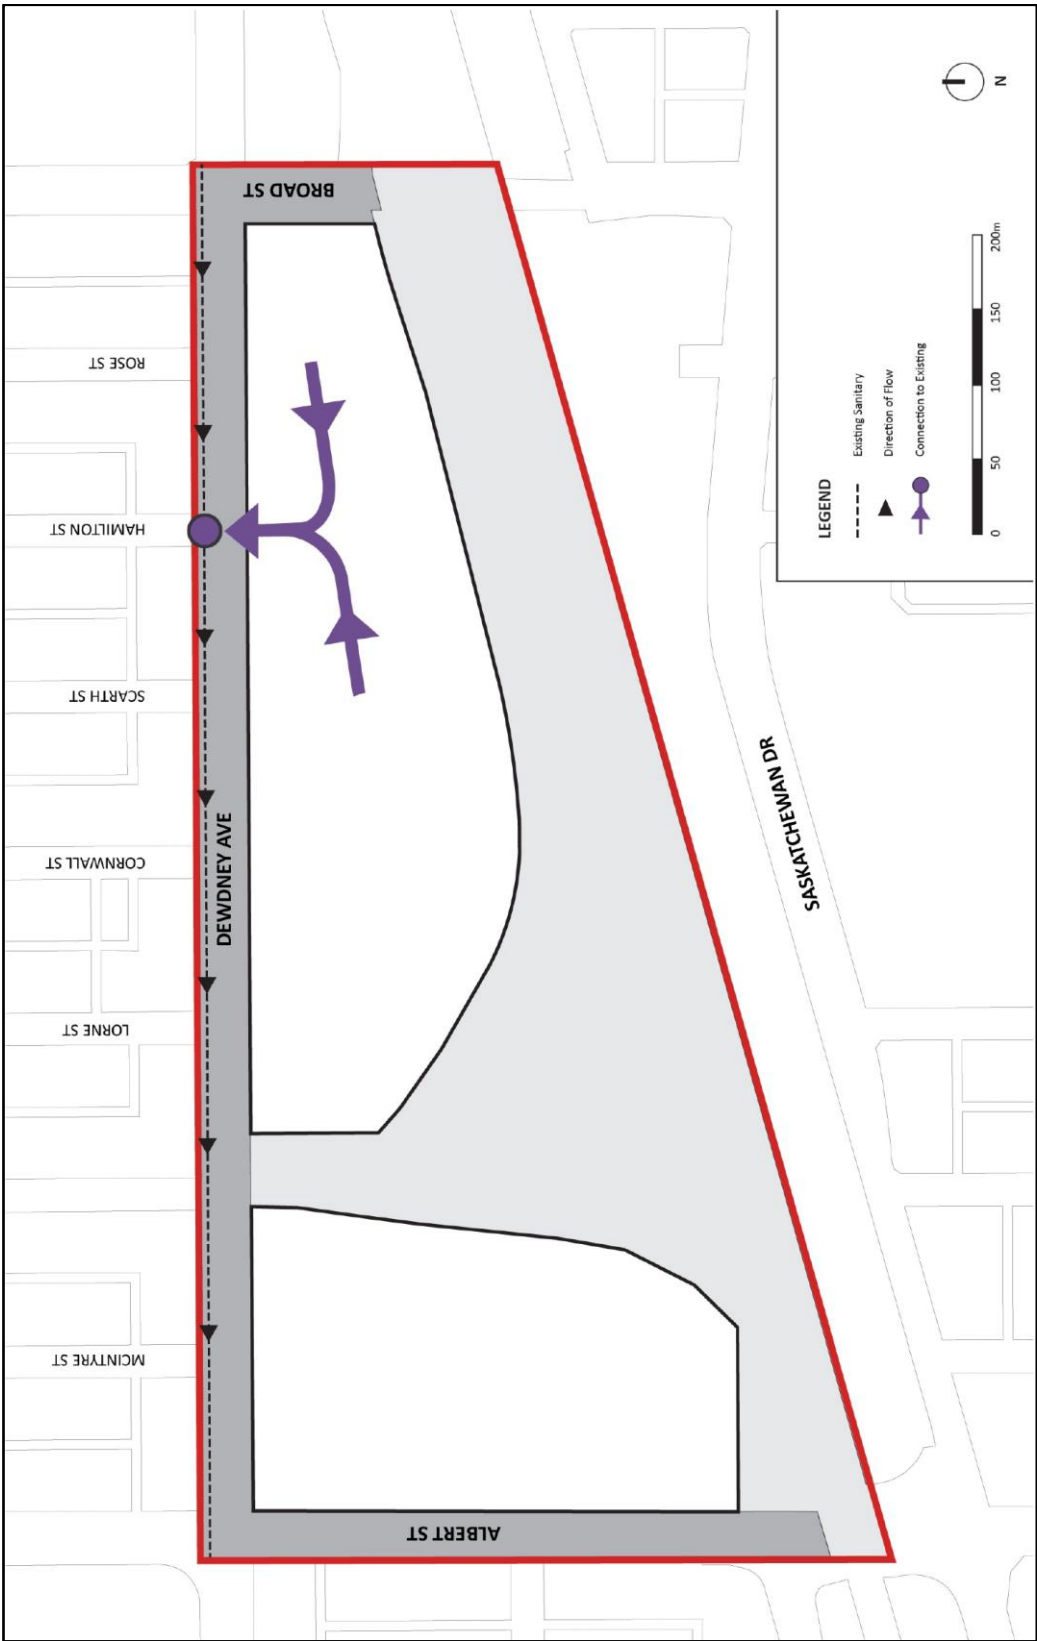 BROAD ST
ROSE ST
HAMILTON ST
SCARTH ST
CORNWALL ST
LORNE ST
MCINTYRE ST
DEWDNEY AVE
ALBERT ST
SASKATCHEWAN DR
N
LEGEND
Existing Sanitary
Direction of Flow
Connection to Existing
0 50 100 150 200m